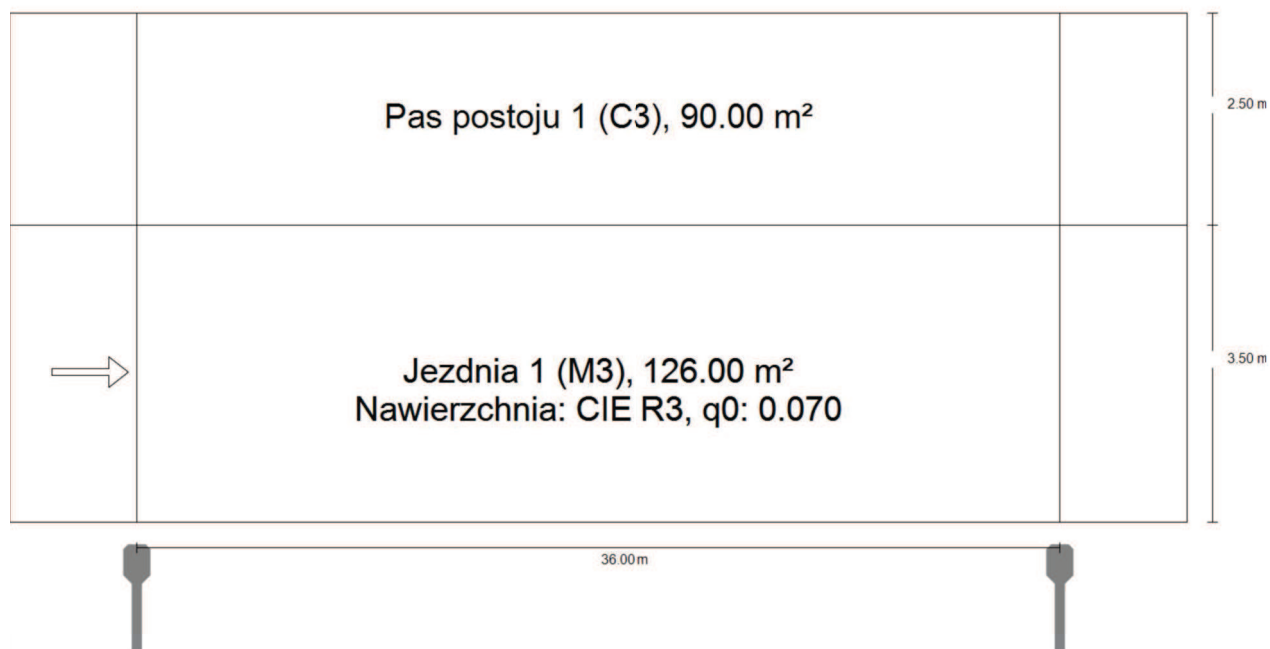 Pas postoju 1 (C3), 90.00 m²
2.50 m
Jezdnia 1 (M3), 126.00 m²
Nawierzchnia: CIE R3, q0: 0.070
3.50 m
36.00 m